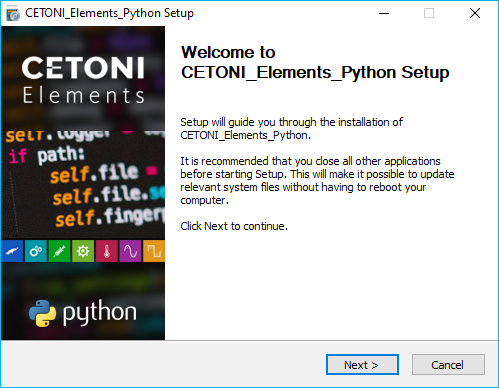 CETONI_Elements_Python Setup
CETONI
Elements
self.logger =
if path:
self.file =
self.file.se
self.fingerp
python
Welcome to
CETONI_Elements_Python Setup
Setup will guide you through the installation of
CETONI_Elements_Python.
It is recommended that you close all other applications
before starting Setup. This will make it possible to update
relevant system files without having to reboot your
computer.
Click Next to continue.
Next >
Cancel